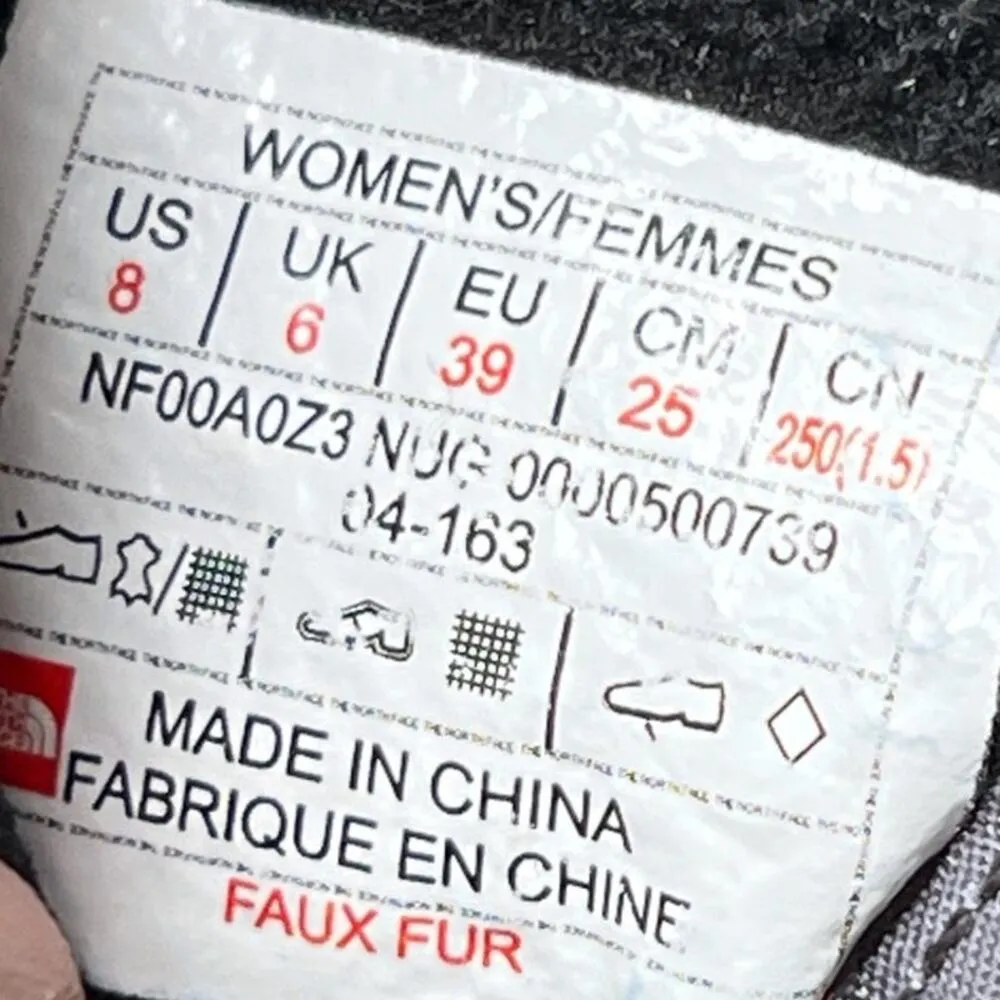 WOMEN'S/FEMMES
US | UK | EU | CM | CN
8 | 6 | 39 | 25 | 250(1.5)
NF00A0Z3 NUG 0000500739
04-163
MADE IN CHINA
FABRIQUE EN CHINE
FAUX FUR